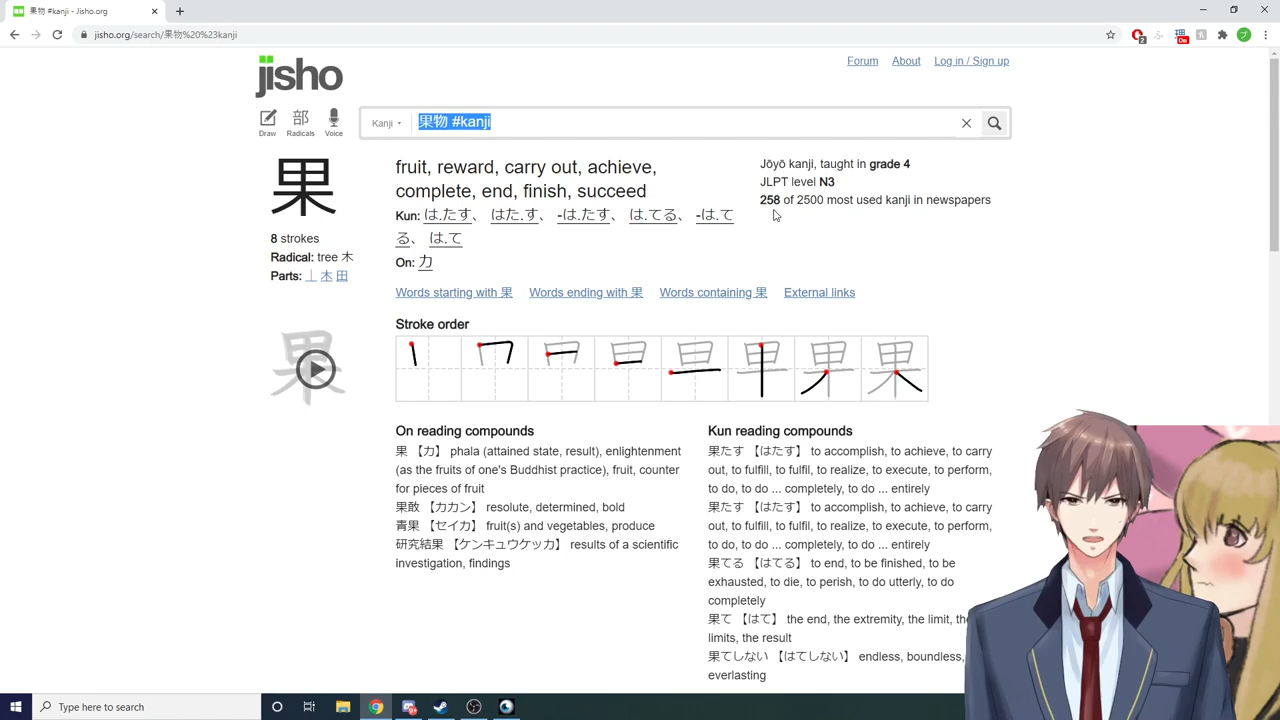 果物 #kanji - Jisho.org
jisho.org/search/果物%20%23kanji
2
On
プ
jisho
Forum About Log in / Sign up
Draw Radicals Voice
Kanji 果物 #kanji
果
8 strokes
Radical: tree 木
Parts: ｜ 木 田
fruit, reward, carry out, achieve,
complete, end, finish, succeed
Kun: は.たす、 はた.す、 -は.たす、 は.てる、 -は.て
る、 は.て
On: カ
Jōyō kanji, taught in grade 4
JLPT level N3
258 of 2500 most used kanji in newspapers
Words starting with 果 Words ending with 果 Words containing 果 External links
Stroke order
果
On reading compounds
果 【カ】 phala (attained state, result), enlightenment
(as the fruits of one's Buddhist practice), fruit, counter
for pieces of fruit
果敢 【カカン】 resolute, determined, bold
青果 【セイカ】 fruit(s) and vegetables, produce
研究結果 【ケンキュウケッカ】 results of a scientific
investigation, findings
Kun reading compounds
果たす 【はたす】 to accomplish, to achieve, to carry
out, to fulfill, to fulfil, to realize, to execute, to perform,
to do, to do ... completely, to do ... entirely
果たす 【はたす】 to accomplish, to achieve, to carry
out, to fulfill, to fulfil, to realize, to execute, to perform,
to do, to do ... completely, to do ... entirely
果てる 【はてる】 to end, to be finished, to be
exhausted, to die, to perish, to do utterly, to do
completely
果て 【はて】 the end, the extremity, the limit, the
limits, the result
果てしない 【はてしない】 endless, boundless,
everlasting
Type here to search